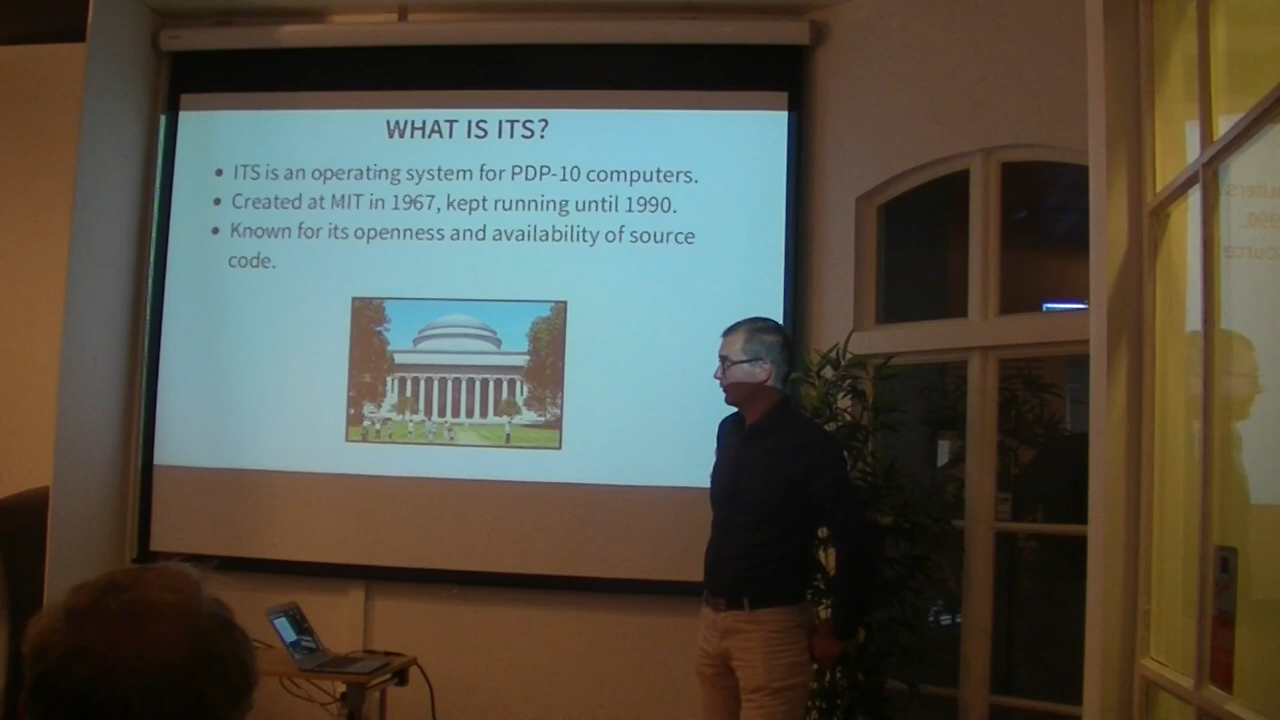 WHAT IS ITS?
• ITS is an operating system for PDP-10 computers.
• Created at MIT in 1967, kept running until 1990.
• Known for its openness and availability of source
code.